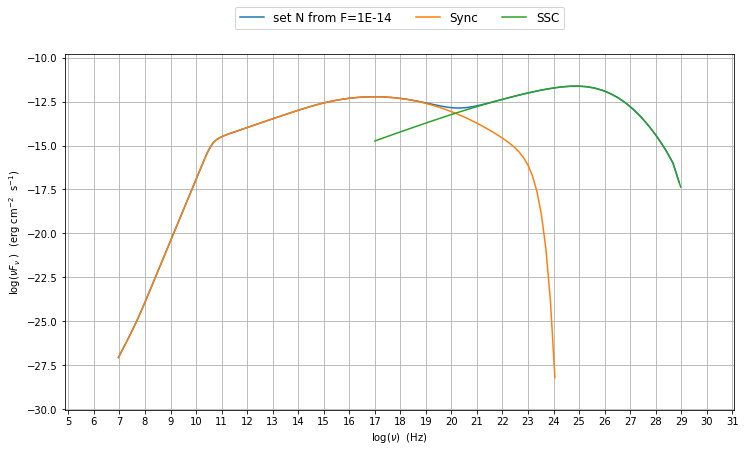 set N from F=1E-14 Sync SSC
−10.0
−12.5
−15.0
−17.5
−20.0
−22.5
−25.0
−27.5
−30.0
log(νFν )  (erg cm⁻²  s⁻¹)
5 6 7 8 9 10 11 12 13 14 15 16 17 18 19 20 21 22 23 24 25 26 27 28 29 30 31
log(ν)  (Hz)